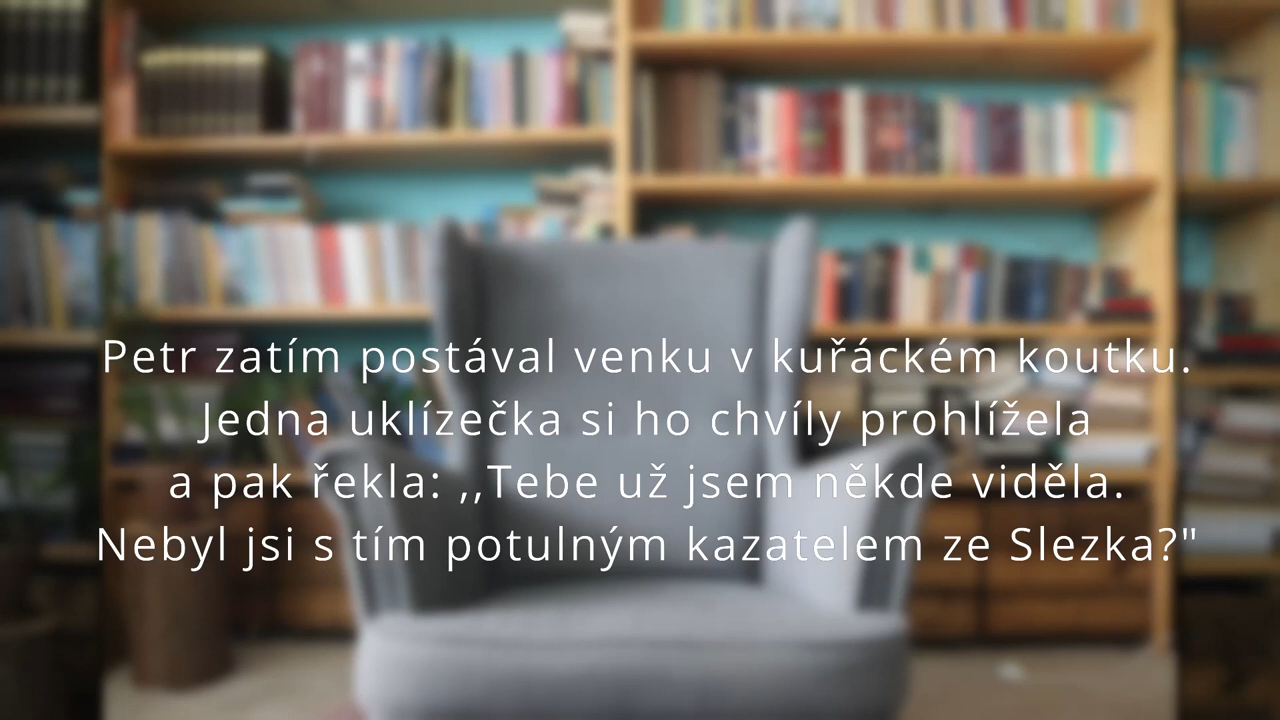 Petr zatím postával venku v kuřáckém koutku.
Jedna uklízečka si ho chvíly prohlížela
a pak řekla: ,,Tebe už jsem někde viděla.
Nebyl jsi s tím potulným kazatelem ze Slezka?"